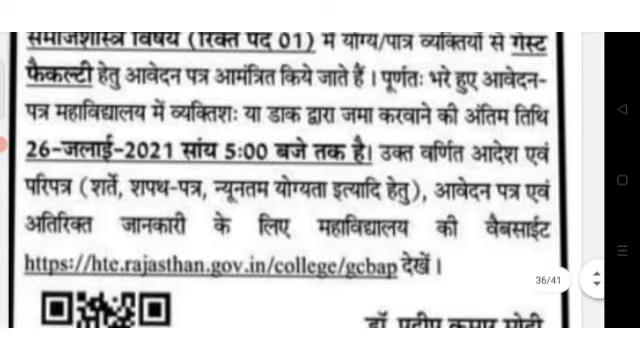 समाजशास्त्र विषय (रिक्त पद 01) में योग्य/पात्र व्यक्तियों से गेस्ट
फैकल्टी हेतु आवेदन पत्र आमंत्रित किये जाते हैं। पूर्णतः भरे हुए आवेदन-
पत्र महाविद्यालय में व्यक्तिशः या डाक द्वारा जमा करवाने की अंतिम तिथि
26-जुलाई-2021 सांय 5:00 बजे तक है। उक्त वर्णित आदेश एवं
परिपत्र (शर्ते, शपथ-पत्र, न्यूनतम योग्यता इत्यादि हेतु), आवेदन पत्र एवं
अतिरिक्त जानकारी के लिए महाविद्यालय की वैबसाईट
https://hte.rajasthan.gov.in/college/gcbap देखें।
36/41
डॉ. प्रदीप कुमार मोदी